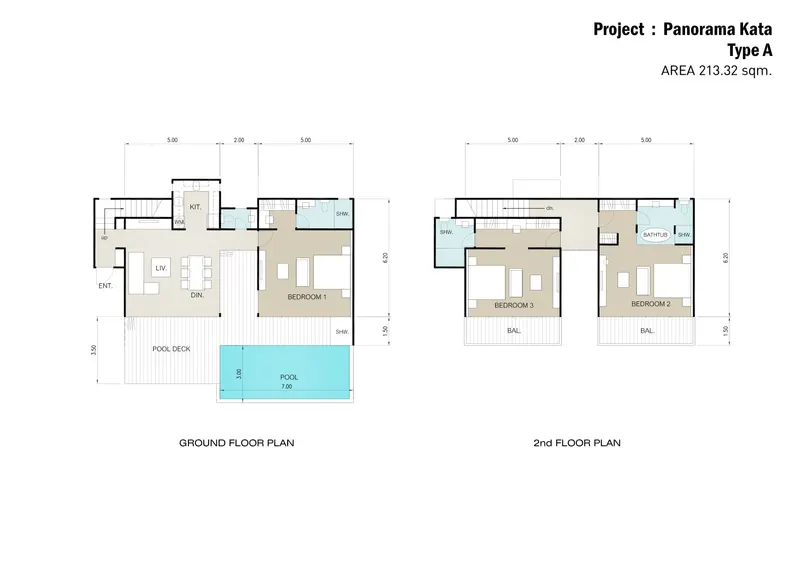 Project : Panorama Kata
Type A
AREA 213.32 sqm.
5.00 2.00 5.00
KIT.
WM.
SHW.
up
LIV.
DIN.
ENT.
BEDROOM 1
6.20
SHW.
1.50
3.50
POOL DECK
3.00
POOL
7.00
GROUND FLOOR PLAN
5.00 2.00 5.00
dn.
SHW.
BATHTUB
SHW.
BEDROOM 3
BEDROOM 2
6.20
BAL.
BAL.
1.50
2nd FLOOR PLAN